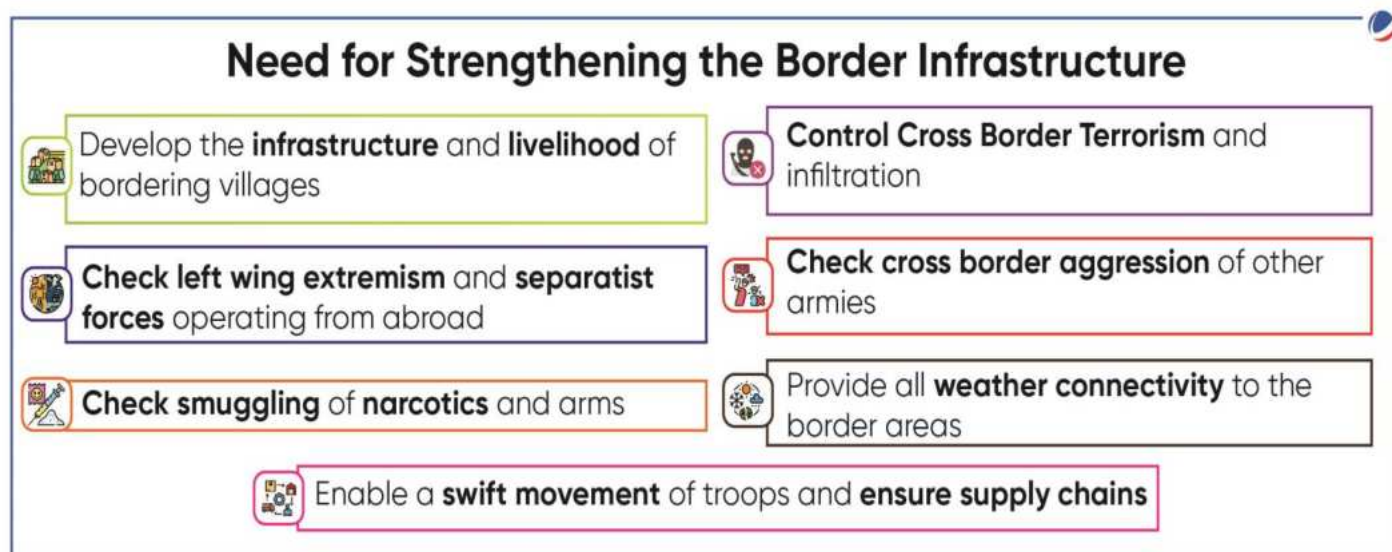 Need for Strengthening the Border Infrastructure
Develop the infrastructure and livelihood of
bordering villages
Control Cross Border Terrorism and
infiltration
Check left wing extremism and separatist
forces operating from abroad
Check cross border aggression of other
armies
Check smuggling of narcotics and arms
Provide all weather connectivity to the
border areas
Enable a swift movement of troops and ensure supply chains